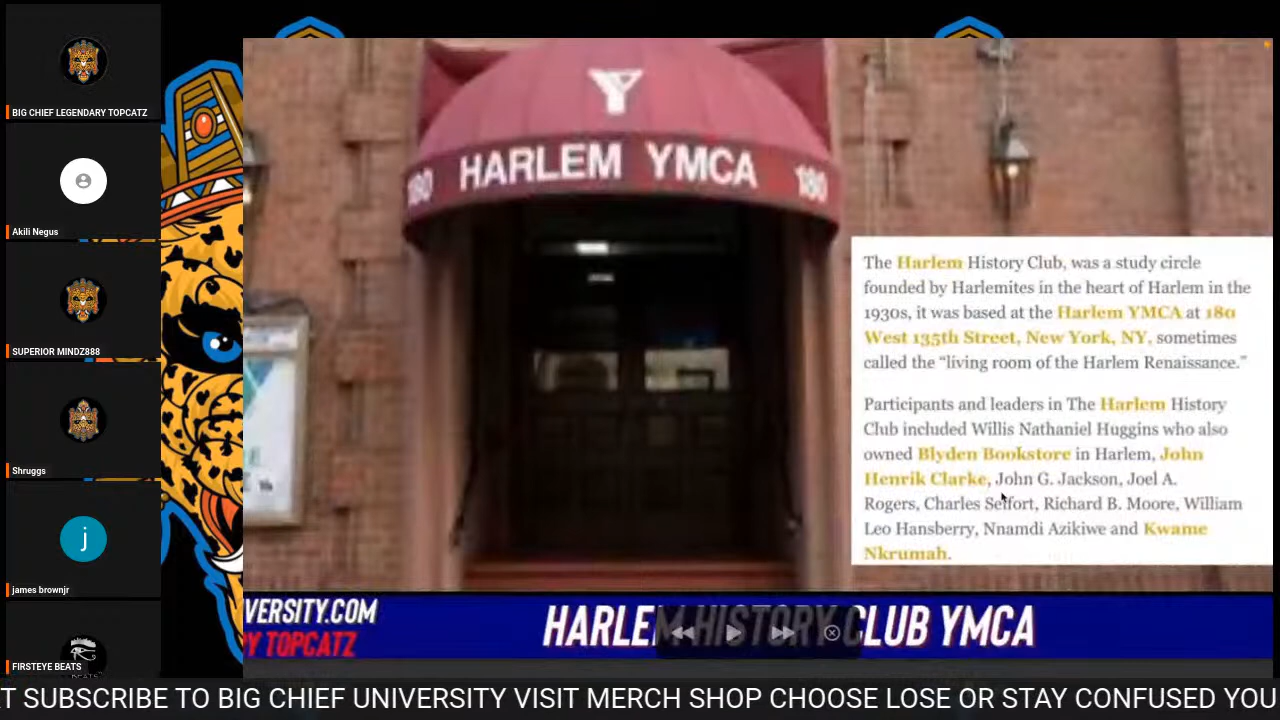 BIG CHIEF LEGENDARY TOPCATZ
Akili Negus
SUPERIOR MINDZ888
Shruggs
j
james brownjr
FIRSTEYE BEATS
Y
180 HARLEM YMCA 180
The Harlem History Club, was a study circle
founded by Harlemites in the heart of Harlem in the
1930s, it was based at the Harlem YMCA at 180
West 135th Street, New York, NY, sometimes
called the “living room of the Harlem Renaissance.”
Participants and leaders in The Harlem History
Club included Willis Nathaniel Huggins who also
owned Blyden Bookstore in Harlem, John
Henrik Clarke, John G. Jackson, Joel A.
Rogers, Charles Seifort, Richard B. Moore, William
Leo Hansberry, Nnamdi Azikiwe and Kwame
Nkrumah.
VERSITY.COM
Y TOPCATZ
HARLEM HISTORY CLUB YMCA
T SUBSCRIBE TO BIG CHIEF UNIVERSITY VISIT MERCH SHOP CHOOSE LOSE OR STAY CONFUSED YOU